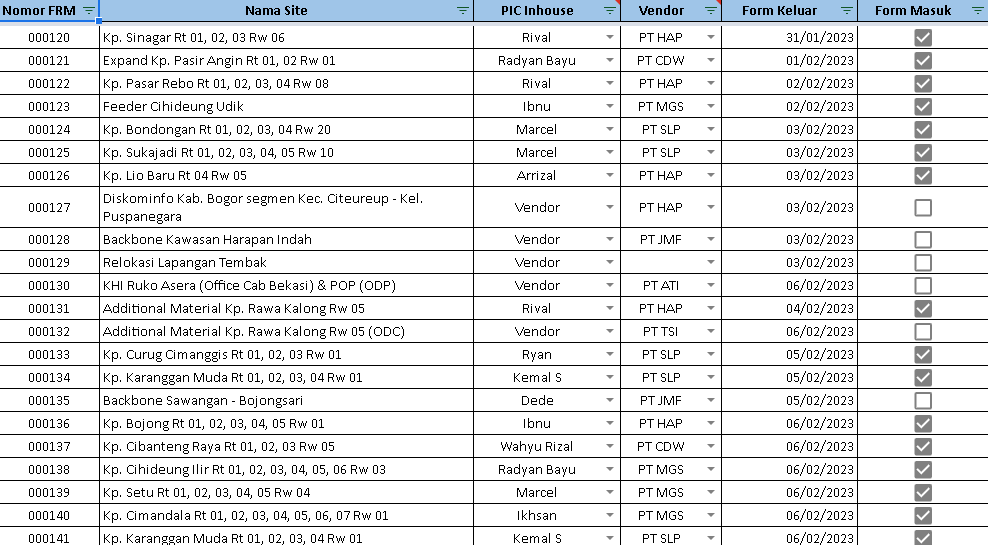 Nomor FRM Nama Site PIC Inhouse Vendor Form Keluar Form Masuk
000120 Kp. Sinagar Rt 01, 02, 03 Rw 06 Rival PT HAP 31/01/2023
000121 Expand Kp. Pasir Angin Rt 01, 02 Rw 01 Radyan Bayu PT CDW 01/02/2023
000122 Kp. Pasar Rebo Rt 01, 02, 03, 04 Rw 08 Rival PT HAP 02/02/2023
000123 Feeder Cihideung Udik Ibnu PT MGS 02/02/2023
000124 Kp. Bondongan Rt 01, 02, 03, 04 Rw 20 Marcel PT SLP 03/02/2023
000125 Kp. Sukajadi Rt 01, 02, 03, 04, 05 Rw 10 Marcel PT SLP 03/02/2023
000126 Kp. Lio Baru Rt 04 Rw 05 Arrizal PT HAP 03/02/2023
000127 Diskominfo Kab. Bogor segmen Kec. Citeureup - Kel.
Puspanegara Vendor PT HAP 03/02/2023
000128 Backbone Kawasan Harapan Indah Vendor PT JMF 03/02/2023
000129 Relokasi Lapangan Tembak Vendor 03/02/2023
000130 KHI Ruko Asera (Office Cab Bekasi) & POP (ODP) Vendor PT ATI 06/02/2023
000131 Additional Material Kp. Rawa Kalong Rw 05 Rival PT HAP 04/02/2023
000132 Additional Material Kp. Rawa Kalong Rw 05 (ODC) Vendor PT TSI 06/02/2023
000133 Kp. Curug Cimanggis Rt 01, 02, 03 Rw 01 Ryan PT SLP 05/02/2023
000134 Kp. Karanggan Muda Rt 01, 02, 03, 04 Rw 01 Kemal S PT SLP 05/02/2023
000135 Backbone Sawangan - Bojongsari Dede PT JMF 05/02/2023
000136 Kp. Bojong Rt 01, 02, 03, 04, 05 Rw 01 Ibnu PT HAP 06/02/2023
000137 Kp. Cibanteng Raya Rt 01, 02, 03 Rw 05 Wahyu Rizal PT CDW 06/02/2023
000138 Kp. Cihideung Ilir Rt 01, 02, 03, 04, 05, 06 Rw 03 Radyan Bayu PT MGS 06/02/2023
000139 Kp. Setu Rt 01, 02, 03, 04, 05 Rw 04 Marcel PT MGS 06/02/2023
000140 Kp. Cimandala Rt 01, 02, 03, 04, 05, 06, 07 Rw 01 Ikhsan PT MGS 06/02/2023
000141 Kp. Karanggan Muda Rt 01, 02, 03, 04 Rw 01 Kemal S PT SLP 06/02/2023